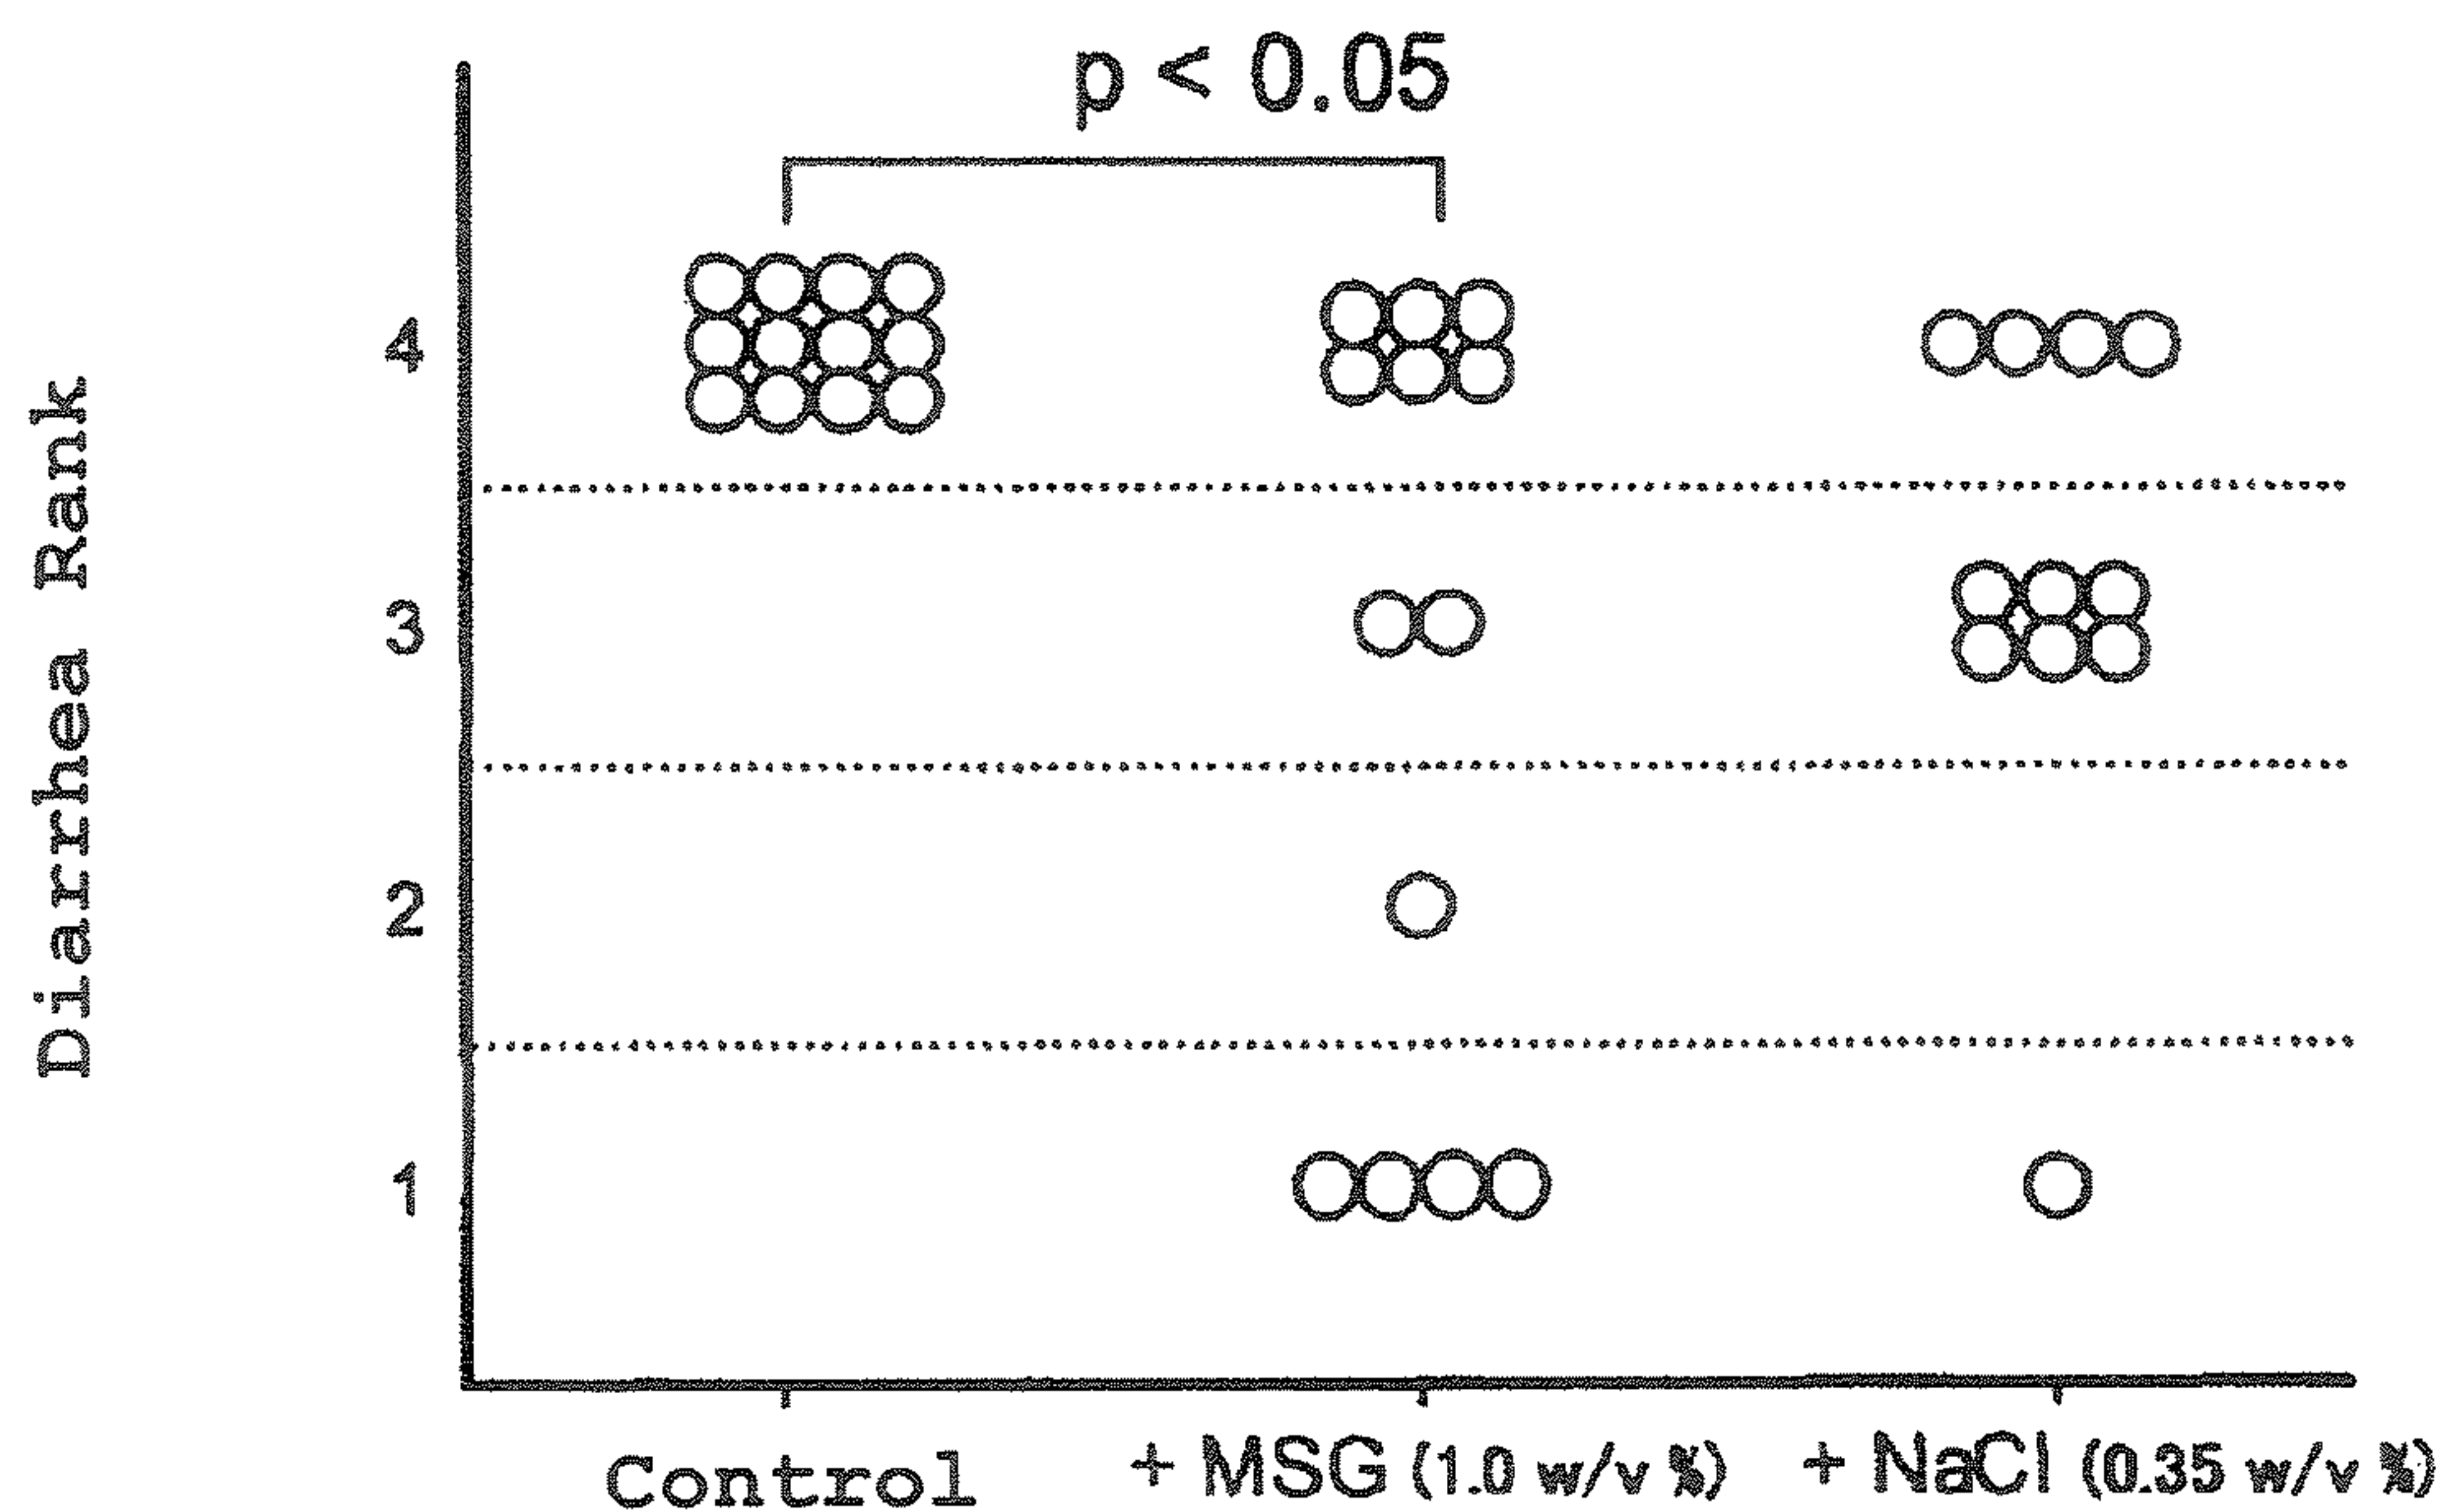 p < 0.05
Diarrhea Rank
4
3
2
1
Control
+ MSG (1.0 w/v %)
+ NaCl (0.35 w/v %)